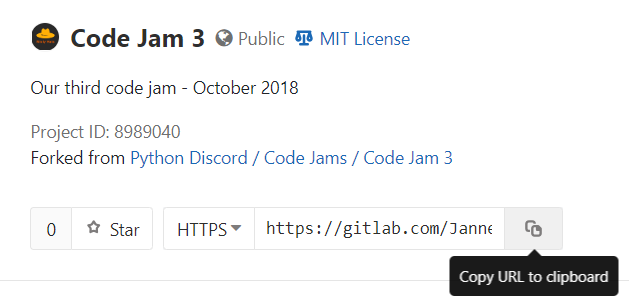 Code Jam 3 Public MIT License
Our third code jam - October 2018
Project ID: 8989040
Forked from Python Discord / Code Jams / Code Jam 3
0 Star HTTPS https://gitlab.com/Janne
Copy URL to clipboard